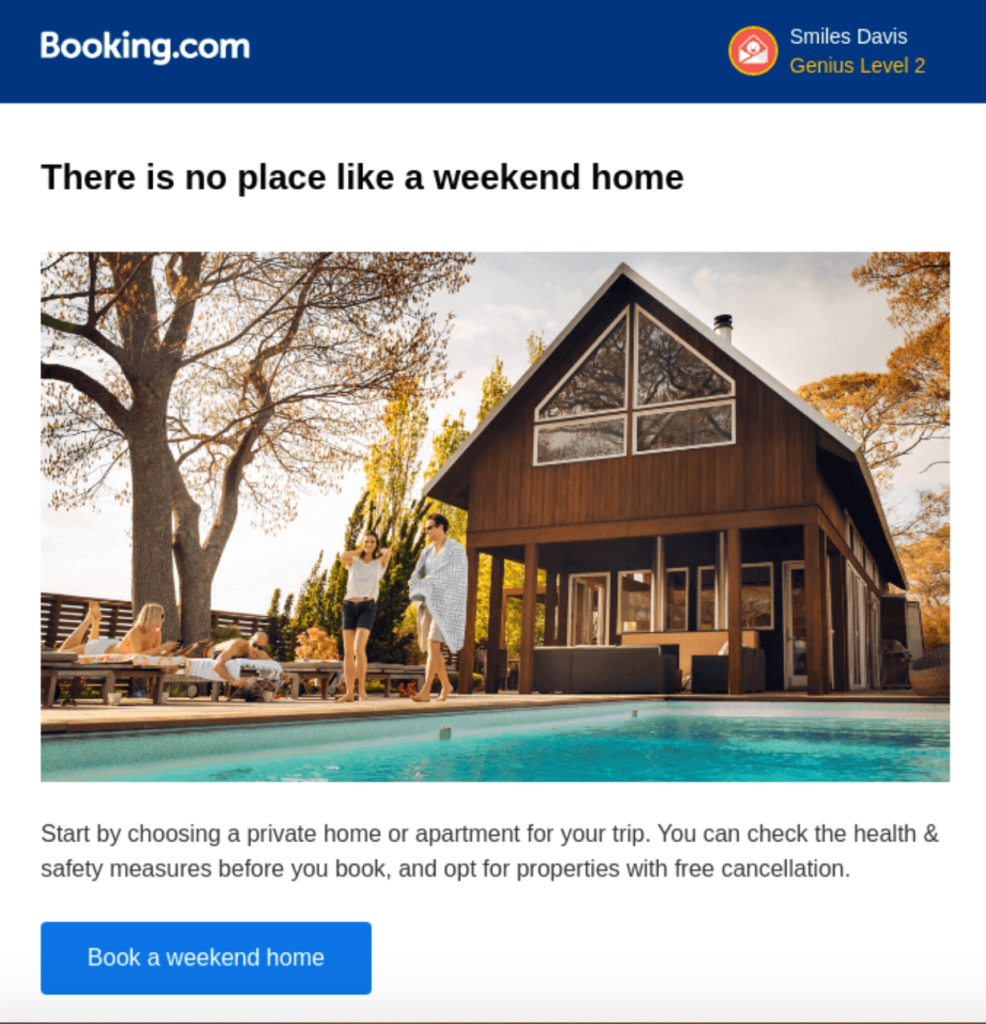 Booking.com
Smiles Davis
Genius Level 2
There is no place like a weekend home
Start by choosing a private home or apartment for your trip. You can check the health &
safety measures before you book, and opt for properties with free cancellation.
Book a weekend home